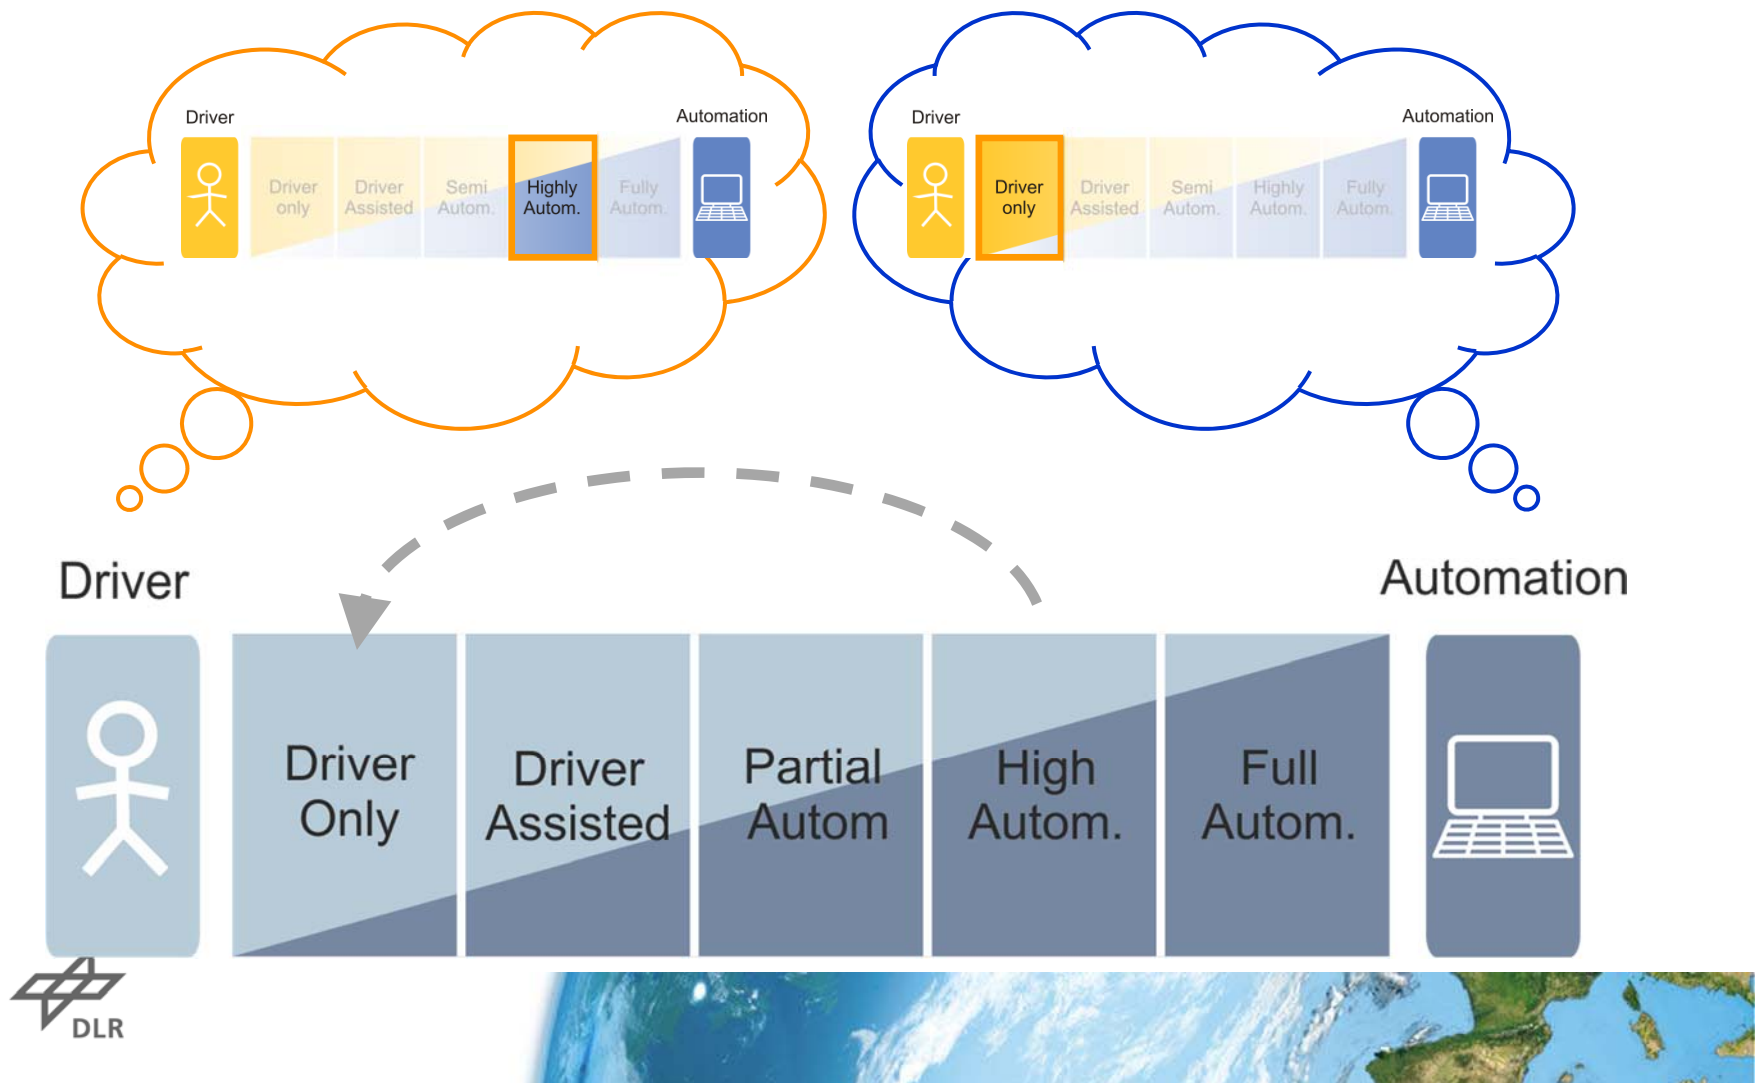 Driver
Automation
Driver
only
Driver
Assisted
Semi
Autom.
Highly
Autom.
Fully
Autom.
Driver
Automation
Driver
only
Driver
Assisted
Semi
Autom.
Highly
Autom.
Fully
Autom.
Driver
Automation
Driver
Only
Driver
Assisted
Partial
Autom
High
Autom.
Full
Autom.
DLR